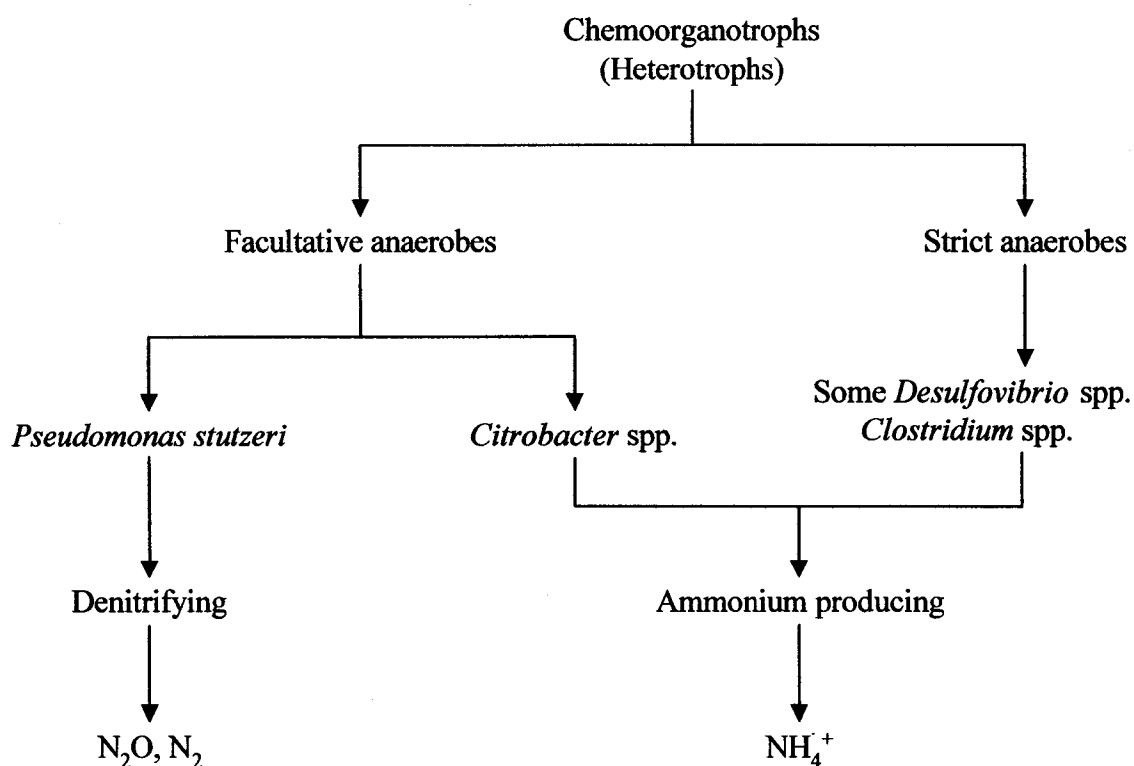 Chemoorganotrophs
(Heterotrophs)
Facultative anaerobes
Strict anaerobes
Pseudomonas stutzeri
Citrobacter spp.
Some Desulfovibrio spp.
Clostridium spp.
Denitrifying
Ammonium producing
N₂O, N₂
NH₄⁺